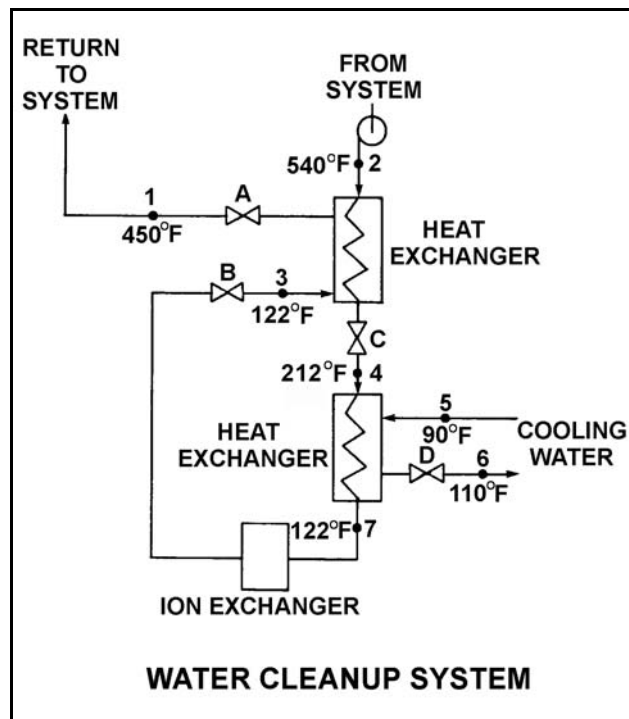 RETURN
TO
SYSTEM
FROM
SYSTEM
540°F 2
1
A
450°F
HEAT
EXCHANGER
B
3
122°F
C
212°F 4
HEAT
EXCHANGER
5
90°F
COOLING
WATER
D
6
110°F
122°F 7
ION EXCHANGER
WATER CLEANUP SYSTEM